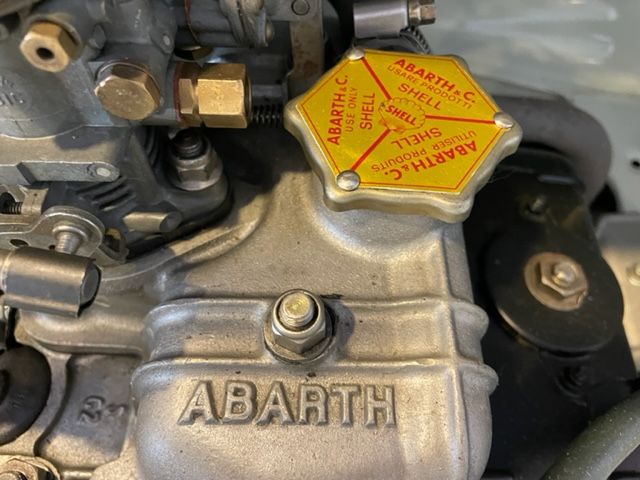 ABARTH & C.
USE ONLY
SHELL
ABARTH & C.
USARE PRODOTTI
SHELL
ABARTH & C.
UTILISER PRODUITS
SHELL
SHELL
ABARTH